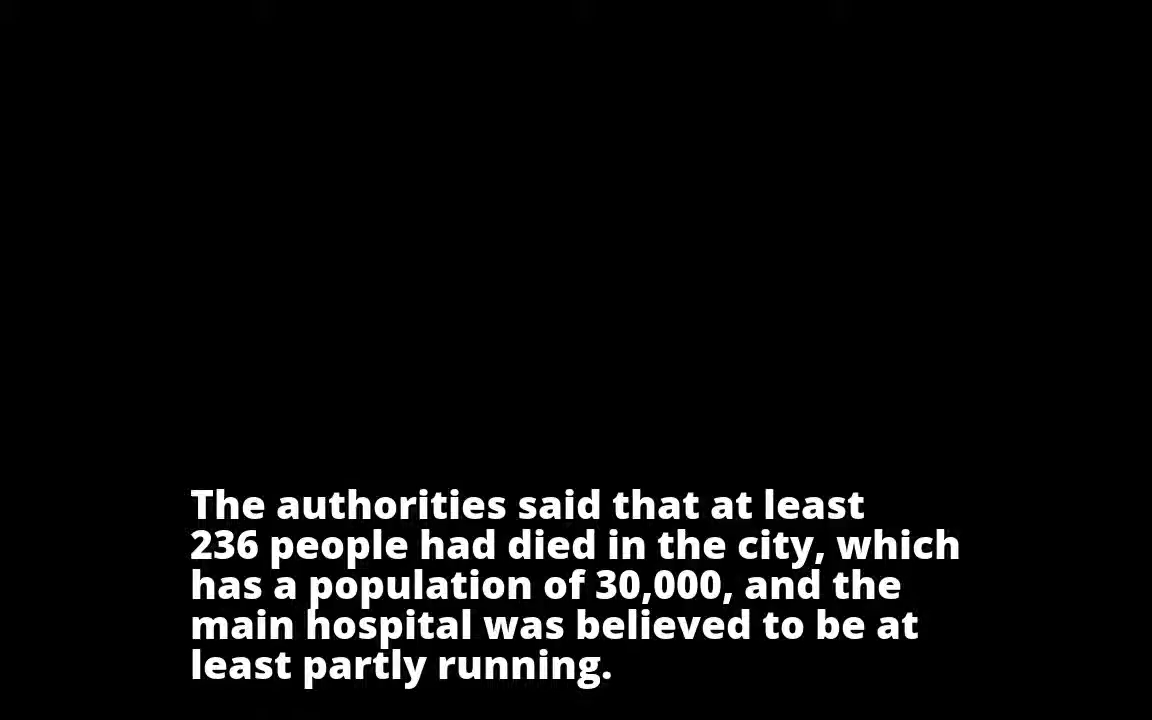 The authorities said that at least
236 people had died in the city, which
has a population of 30,000, and the
main hospital was believed to be at
least partly running.